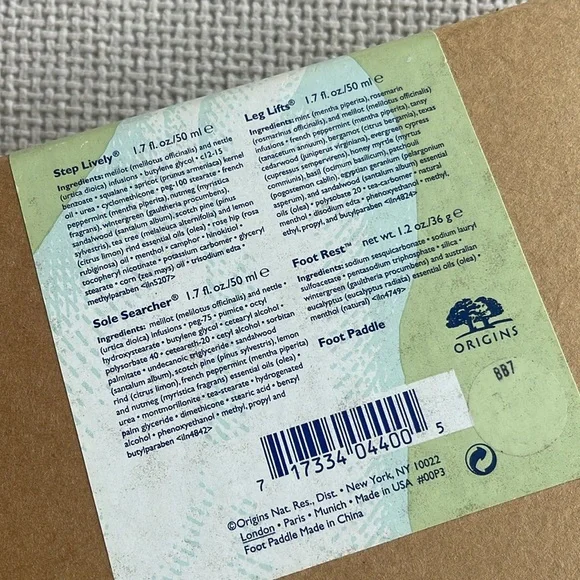 Step Lively® 1.7 fl. oz/50 ml e
Ingredients: melilot (melilotus officinalis) and nettle
(urtica dioica) infusions • butylene glycol • c12-15
benzoate • squalane • apricot (prunus armeniaca) kernel
oil • urea • cyclomethicone • peg-100 stearate • french
peppermint (mentha piperita), nutmeg (myristica
fragrans), wintergreen (gaultheria procumbens),
sandalwood (santalum album), scotch pine (pinus
sylvestris), tea tree (melaleuca alternifolia) and lemon
(citrus limon) rind essential oils (oleo) • rose hip (rosa
rubiginosa) oil • menthol • camphor • ninokitiol •
tocopheryl nicotinate • potassium carbomer • glyceryl
stearate • corn (zea mays) oil • trisodium edta •
methylparaben <iln5207>
Sole Searcher® 1.7 fl. oz/50 ml e
Ingredients: melilot (melilotus officinalis) and nettle
(urtica dioica) infusions • peg-75 • pumice • octyl
hydroxystearate • butylene glycol • cetearyl alcohol •
polysorbate 40 • ceteareth-20 • cetyl alcohol • sorbitan
palmitate • undecanoic triglyceride • sandalwood
(santalum album), scotch pine (pinus sylvestris), lemon
rind (citrus limon), french peppermint (mentha piperita)
and nutmeg (myristica fragrans) essential oils (oleo) •
urea • montmorillonite • tea-stearate • hydrogenated
palm glyceride • dimethicone • stearic acid • benzyl
alcohol • phenoxyethanol • methyl, propyl and
butylparaben <iln4842>
Leg Lifts® 1.7 fl. oz/50 ml e
Ingredients: mint (mentha piperita), rosemarin
(rosmarinus officinalis), and melilot (melilotus officinalis)
infusions • french peppermint (mentha piperita), tansy
(tanacetum annuum), bergamot (citrus bergamia), texas
cedarwood (juniperus virginiana), evergreen cypress
(cupressus sempervirens), bonny myrtle (myrtus
communis), basil (ocimum basilicum), patchouli
(pogostemon cablin), egyptian geranium (pelargonium
sp), and sandalwood (santalum album) essential
oils (oleo) • polysorbate 20 • tea-carbomer • natural
menthol • disodium edta • phenoxyethanol • methyl,
ethyl, propyl, and butylparaben <iln4824>
Foot Rest™ net wt. 1.2 oz/36 g e
Ingredients: sodium sesquicarbonate • sodium lauryl
sulfoacetate • pentasodium triphosphate • silica •
wintergreen (gaultheria procumbens) and australian
eucalyptus (eucalyptus radiata) essential oils (oleo) •
menthol (natural) <iln4749>
Foot Paddle
ORIGINS
BB7
7 17334 04400 5
©Origins Nat. Res., Dist. • New York, NY 10022
London • Paris • Munich • Made in USA #00P3
Foot Paddle Made in China